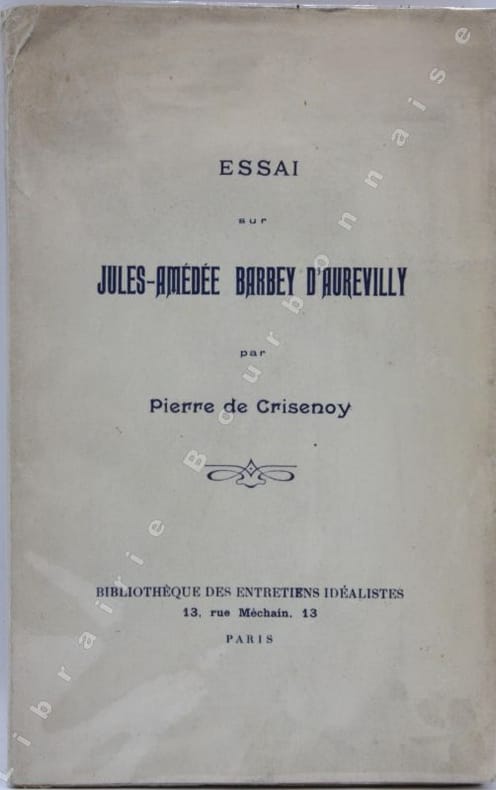 ESSAI
sur
JULES-AMÉDÉE BARBEY D'AUREVILLY
par
Pierre de Crisenoy
BIBLIOTHÈQUE DES ENTRETIENS IDÉALISTES
13, rue Méchain, 13
PARIS
Librairie Bourbonnaise